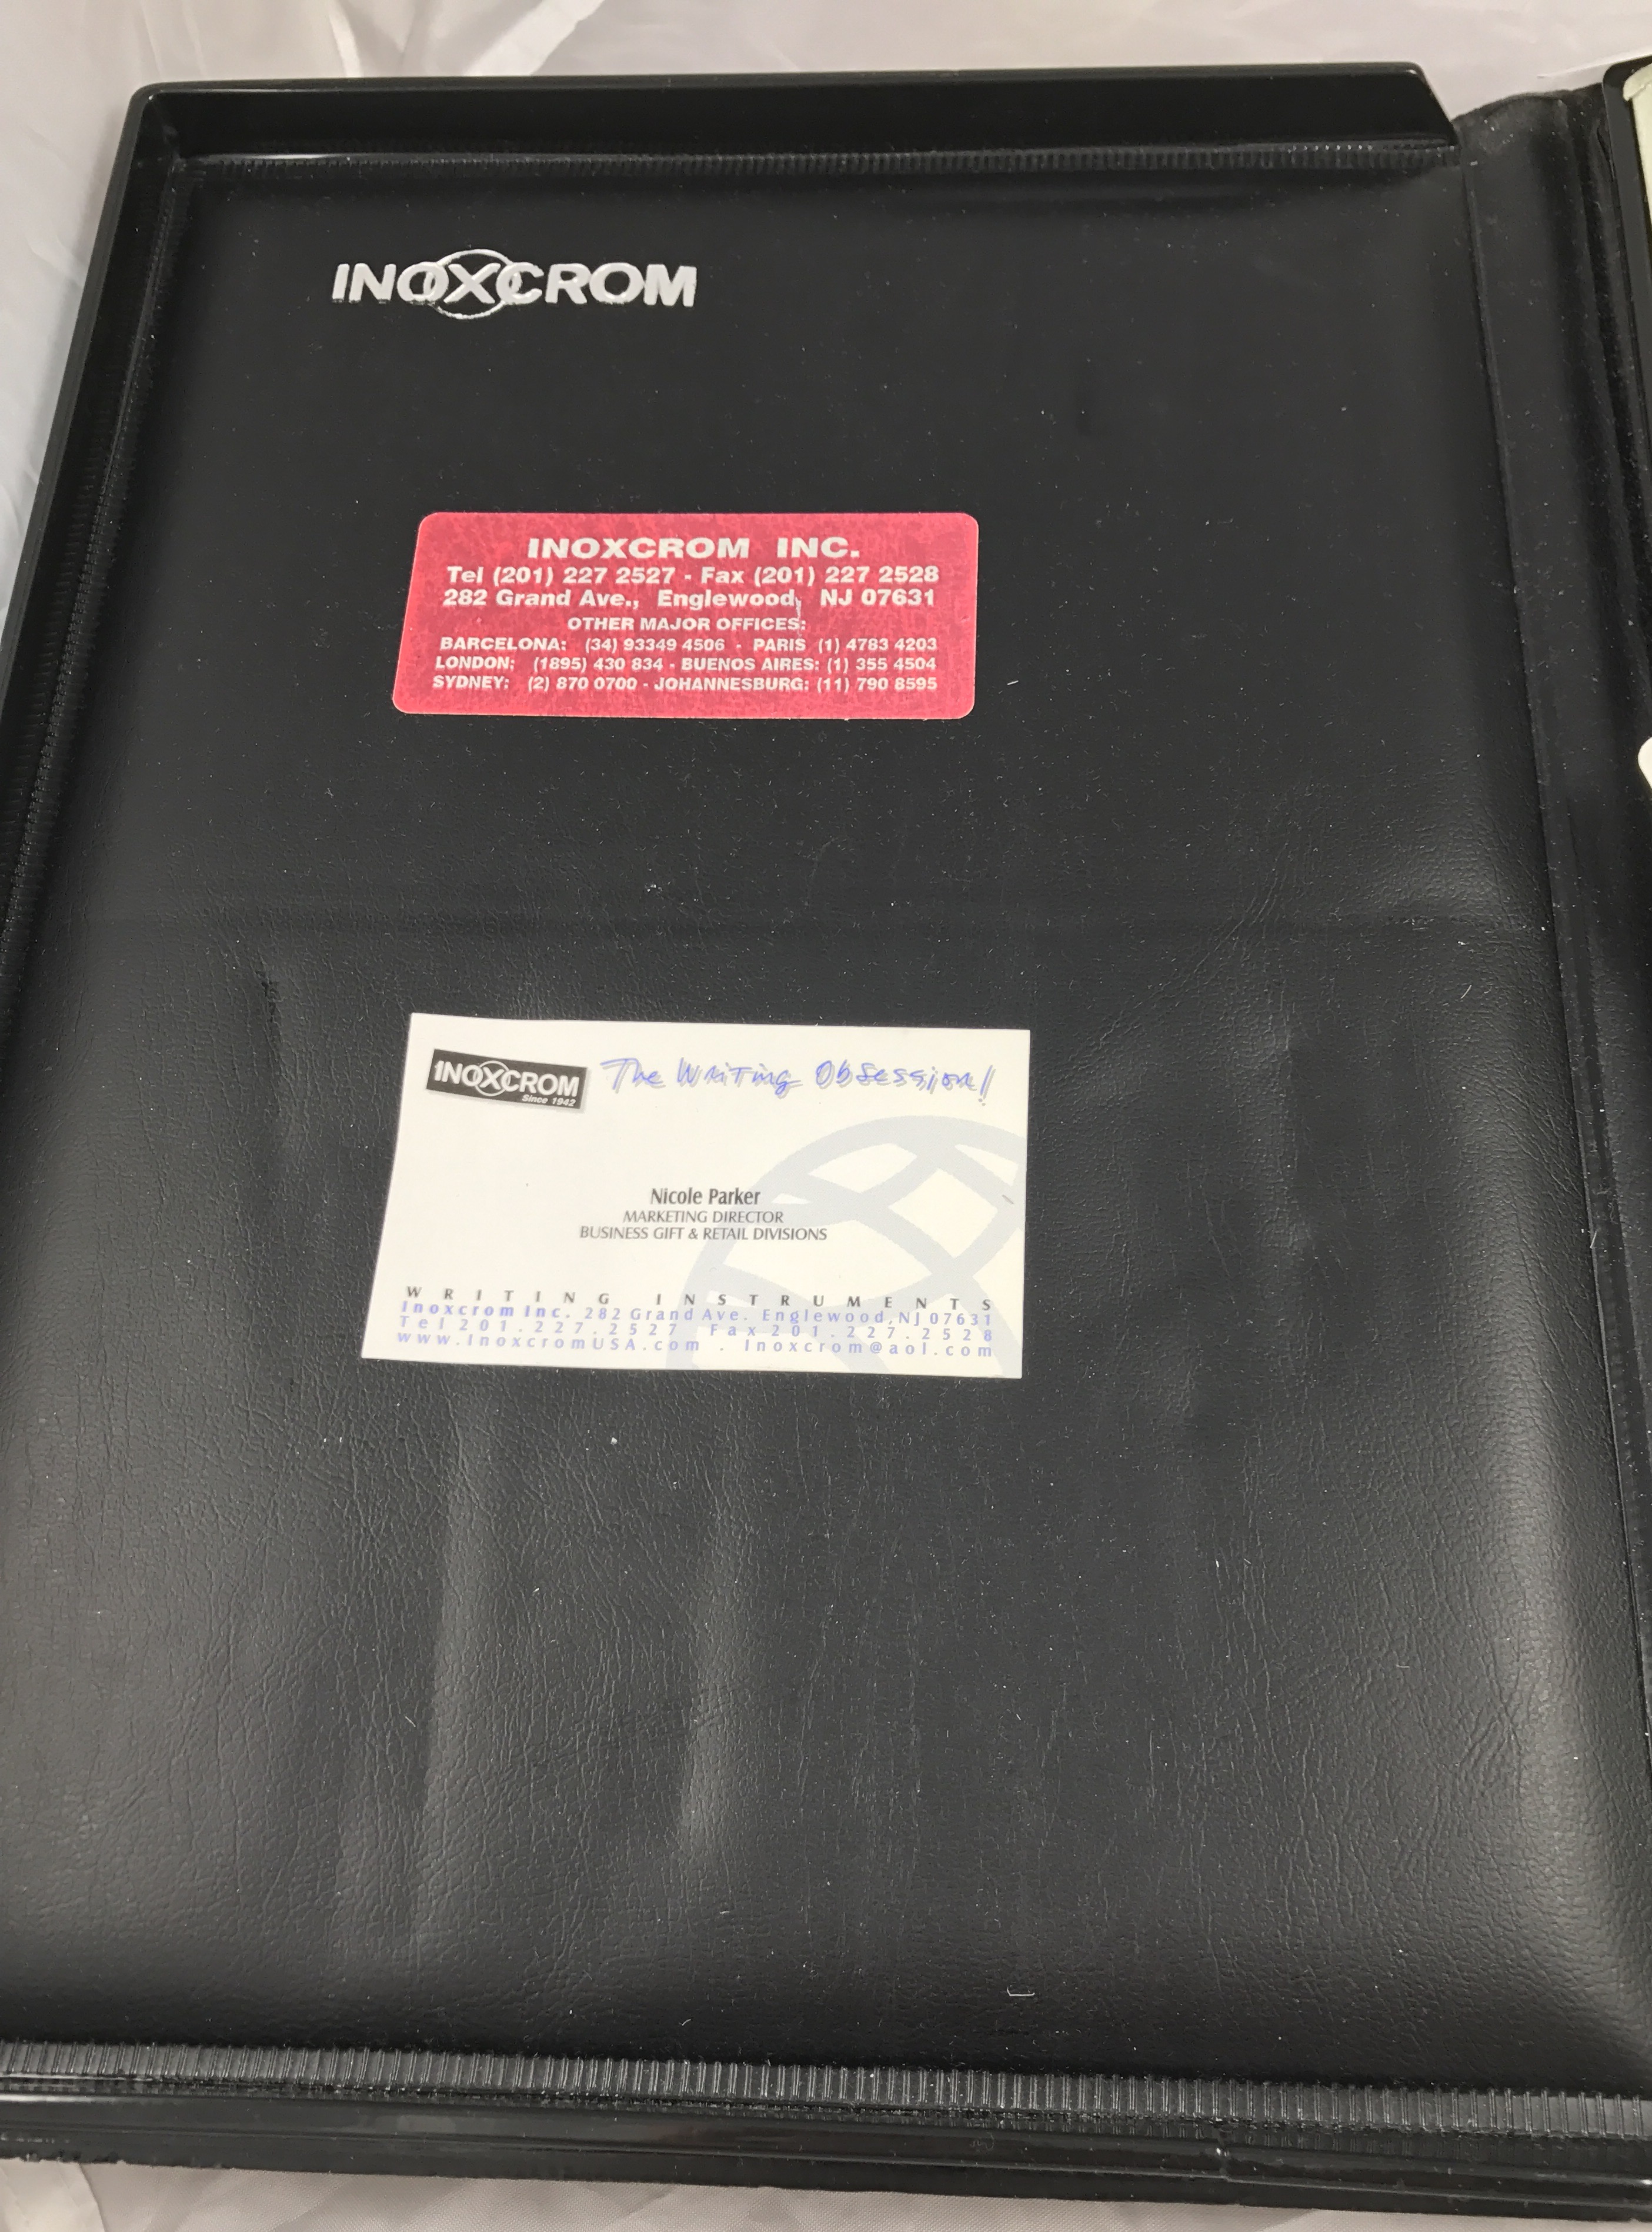 INOXCROM
INOXCROM INC.
Tel (201) 227 2527 - Fax (201) 227 2528
282 Grand Ave., Englewood, NJ 07631
OTHER MAJOR OFFICES:
BARCELONA: (34) 93349 4506 - PARIS (1) 4783 4203
LONDON: (1895) 430 834 - BUENOS AIRES: (1) 355 4504
SYDNEY: (2) 870 0700 - JOHANNESBURG: (11) 790 8595
INOXCROM The Writing Obsession!
Since 1942
Nicole Parker
MARKETING DIRECTOR
BUSINESS GIFT & RETAIL DIVISIONS
WRITING INSTRUMENTS
Inoxcrom Inc. 282 Grand Ave. Englewood, NJ 07631
Tel 201.227.2527 Fax 201.227.2528
www.InoxcromUSA.com . Inoxcrom@aol.com